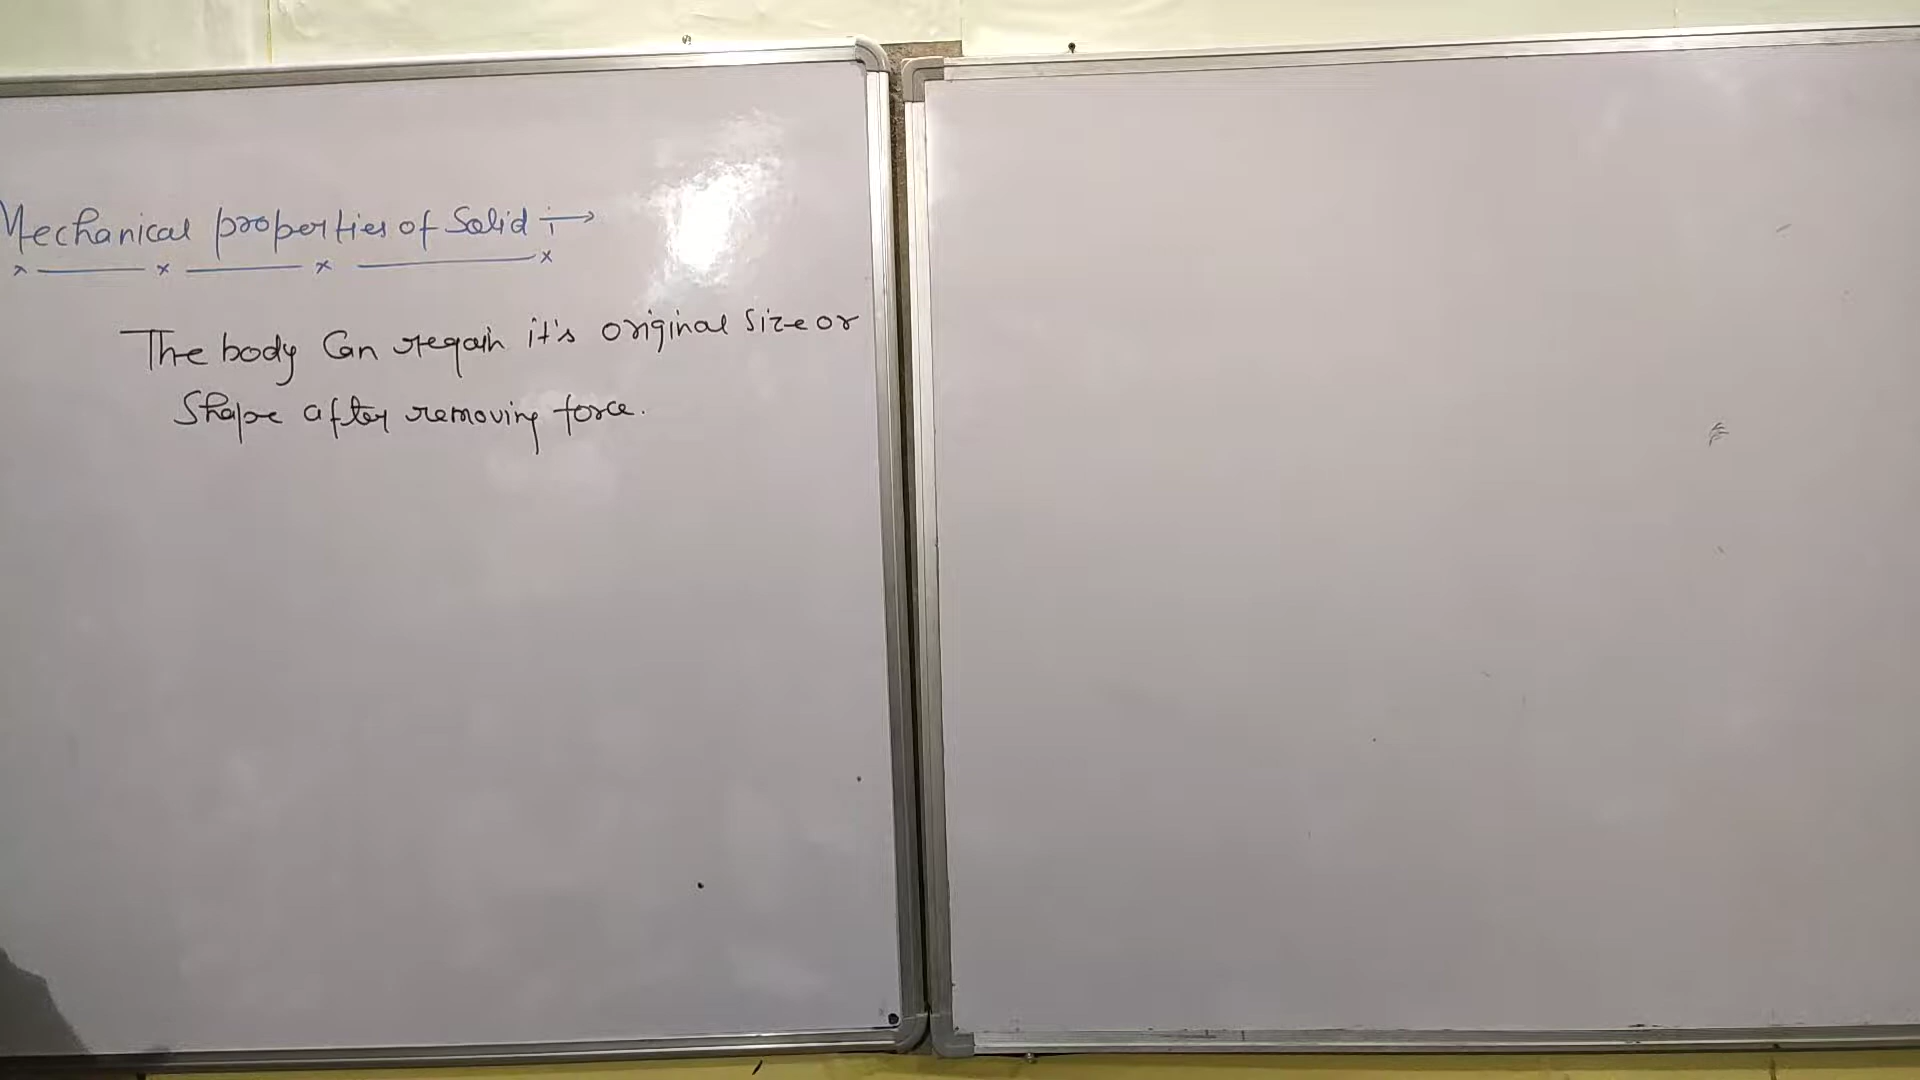 Mechanical properties of Solid :→
The body Can regain it's original Size or
Shape after removing force.